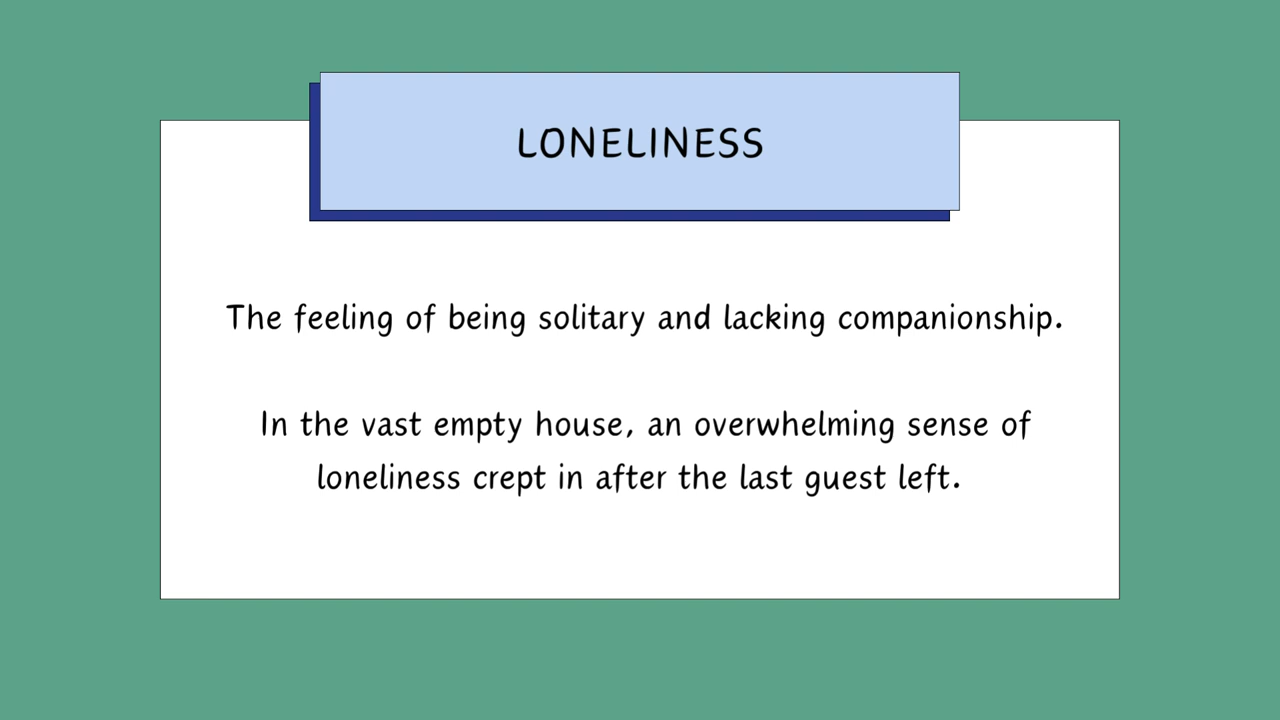 LONELINESS
The feeling of being solitary and lacking companionship.
In the vast empty house, an overwhelming sense of
loneliness crept in after the last guest left.